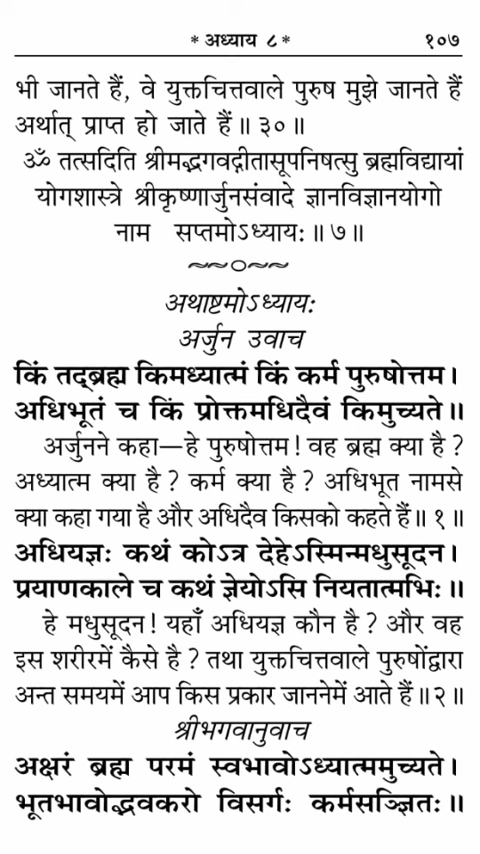 * अध्याय ८ *
१०७
भी जानते हैं, वे युक्तचित्तवाले पुरुष मुझे जानते हैं
अर्थात् प्राप्त हो जाते हैं॥ ३०॥
ॐ तत्सदिति श्रीमद्भगवद्गीतासूपनिषत्सु ब्रह्मविद्यायां
योगशास्त्रे श्रीकृष्णार्जुनसंवादे ज्ञानविज्ञानयोगो
नाम सप्तमोऽध्यायः॥ ७॥
अथाष्टमोऽध्यायः
अर्जुन उवाच
किं तद्ब्रह्म किमध्यात्मं किं कर्म पुरुषोत्तम।
अधिभूतं च किं प्रोक्तमधिदैवं किमुच्यते॥
अर्जुनने कहा—हे पुरुषोत्तम! वह ब्रह्म क्या है?
अध्यात्म क्या है? कर्म क्या है? अधिभूत नामसे
क्या कहा गया है और अधिदैव किसको कहते हैं॥ १॥
अधियज्ञः कथं कोऽत्र देहेऽस्मिन्मधुसूदन।
प्रयाणकाले च कथं ज्ञेयोऽसि नियतात्मभिः॥
हे मधुसूदन! यहाँ अधियज्ञ कौन है? और वह
इस शरीरमें कैसे है? तथा युक्तचित्तवाले पुरुषोंद्वारा
अन्त समयमें आप किस प्रकार जाननेमें आते हैं॥ २॥
श्रीभगवानुवाच
अक्षरं ब्रह्म परमं स्वभावोऽध्यात्ममुच्यते।
भूतभावोद्भवकरो विसर्गः कर्मसञ्ज्ञितः॥